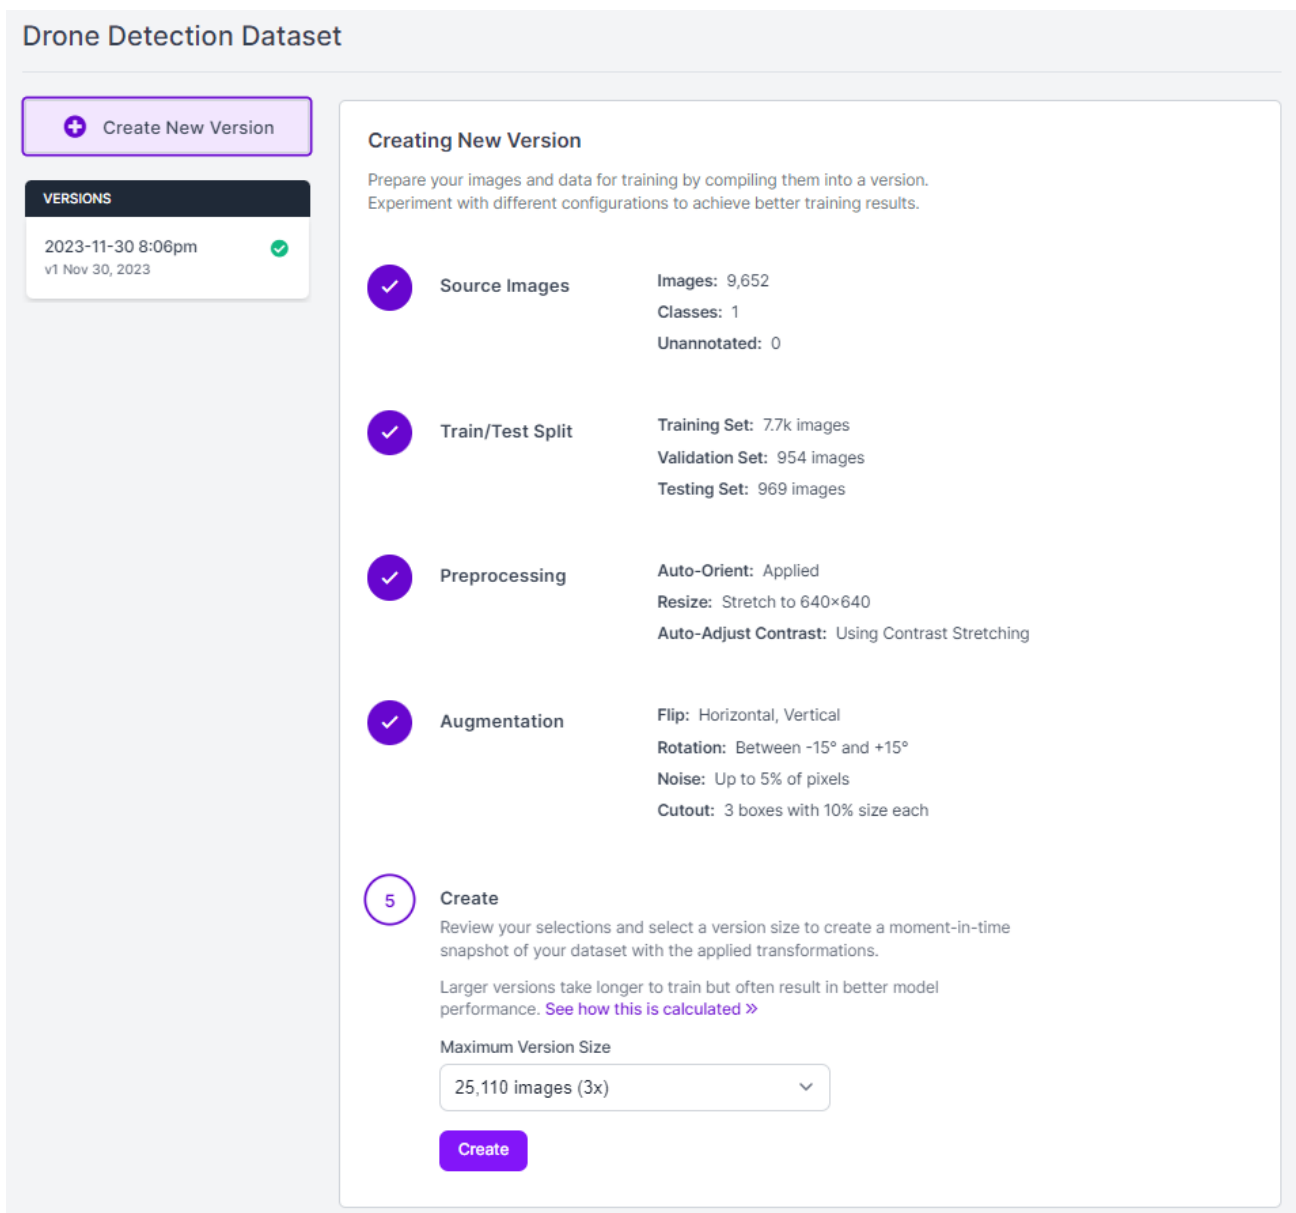 Drone Detection Dataset
Create New Version
VERSIONS
2023-11-30 8:06pm
v1 Nov 30, 2023
Creating New Version
Prepare your images and data for training by compiling them into a version.
Experiment with different configurations to achieve better training results.
Source Images
Images: 9,652
Classes: 1
Unannotated: 0
Train/Test Split
Training Set: 7.7k images
Validation Set: 954 images
Testing Set: 969 images
Preprocessing
Auto-Orient: Applied
Resize: Stretch to 640×640
Auto-Adjust Contrast: Using Contrast Stretching
Augmentation
Flip: Horizontal, Vertical
Rotation: Between -15° and +15°
Noise: Up to 5% of pixels
Cutout: 3 boxes with 10% size each
5
Create
Review your selections and select a version size to create a moment-in-time
snapshot of your dataset with the applied transformations.
Larger versions take longer to train but often result in better model
performance. See how this is calculated »
Maximum Version Size
25,110 images (3x)
Create